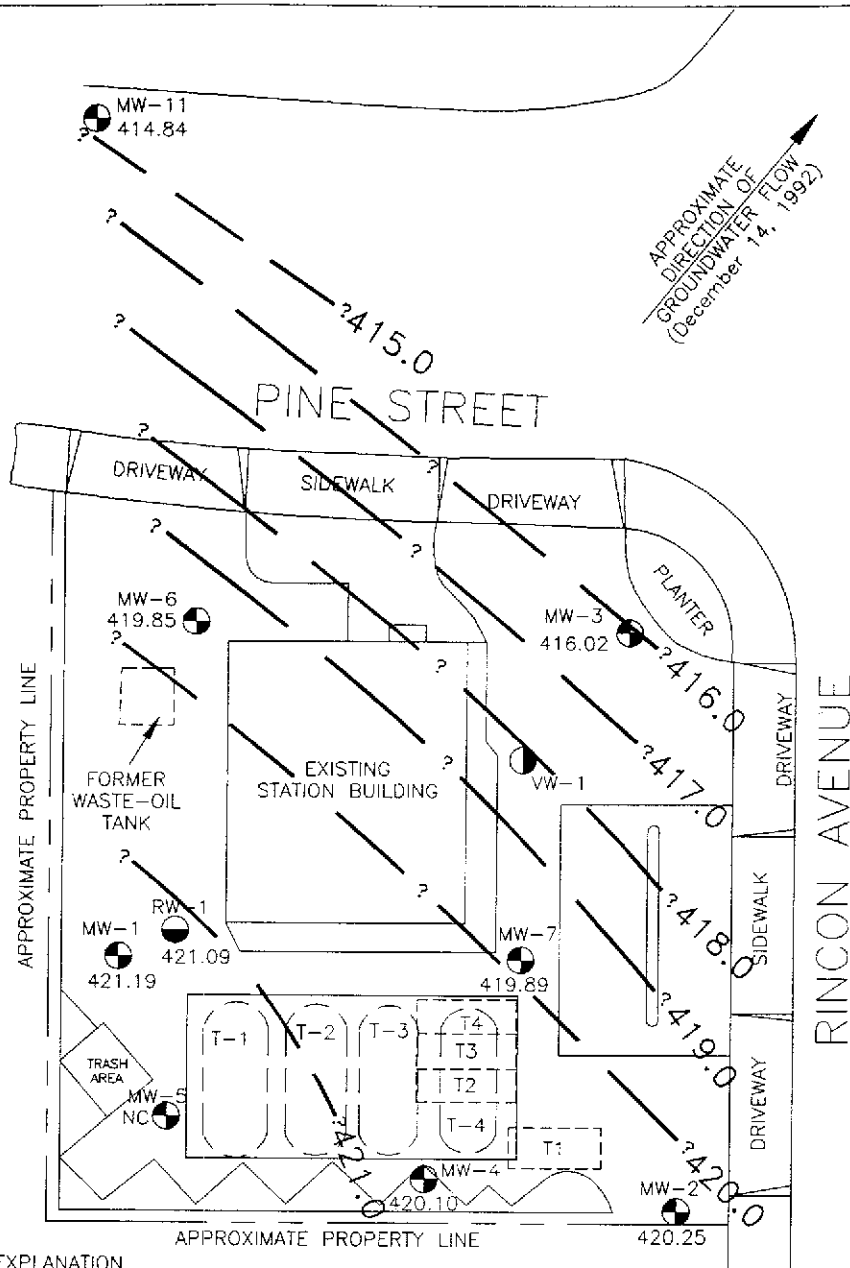 MW-11
414.84
APPROXIMATE
DIRECTION OF
GROUNDWATER FLOW
(December 14, 1992)
?
?
?
?415.0
PINE STREET
?
?
DRIVEWAY
SIDEWALK
DRIVEWAY
?
?
PLANTER
MW-6
419.85
MW-3
416.02
?
?416.0
?
APPROXIMATE PROPERTY LINE
FORMER
WASTE-OIL
TANK
EXISTING
STATION BUILDING
?
VW-1
?417.0
DRIVEWAY
RINCON AVENUE
?
?
RW-1
421.09
MW-1
421.19
MW-7
419.89
?418.0
SIDEWALK
T-1
T-2
T-3
T4
T3
T2
T-4
T1
?419.0
TRASH
AREA
MW-5
NC
?421.0
MW-4
420.10
DRIVEWAY
?420.0
MW-2
420.25
APPROXIMATE PROPERTY LINE
EXPLANATION